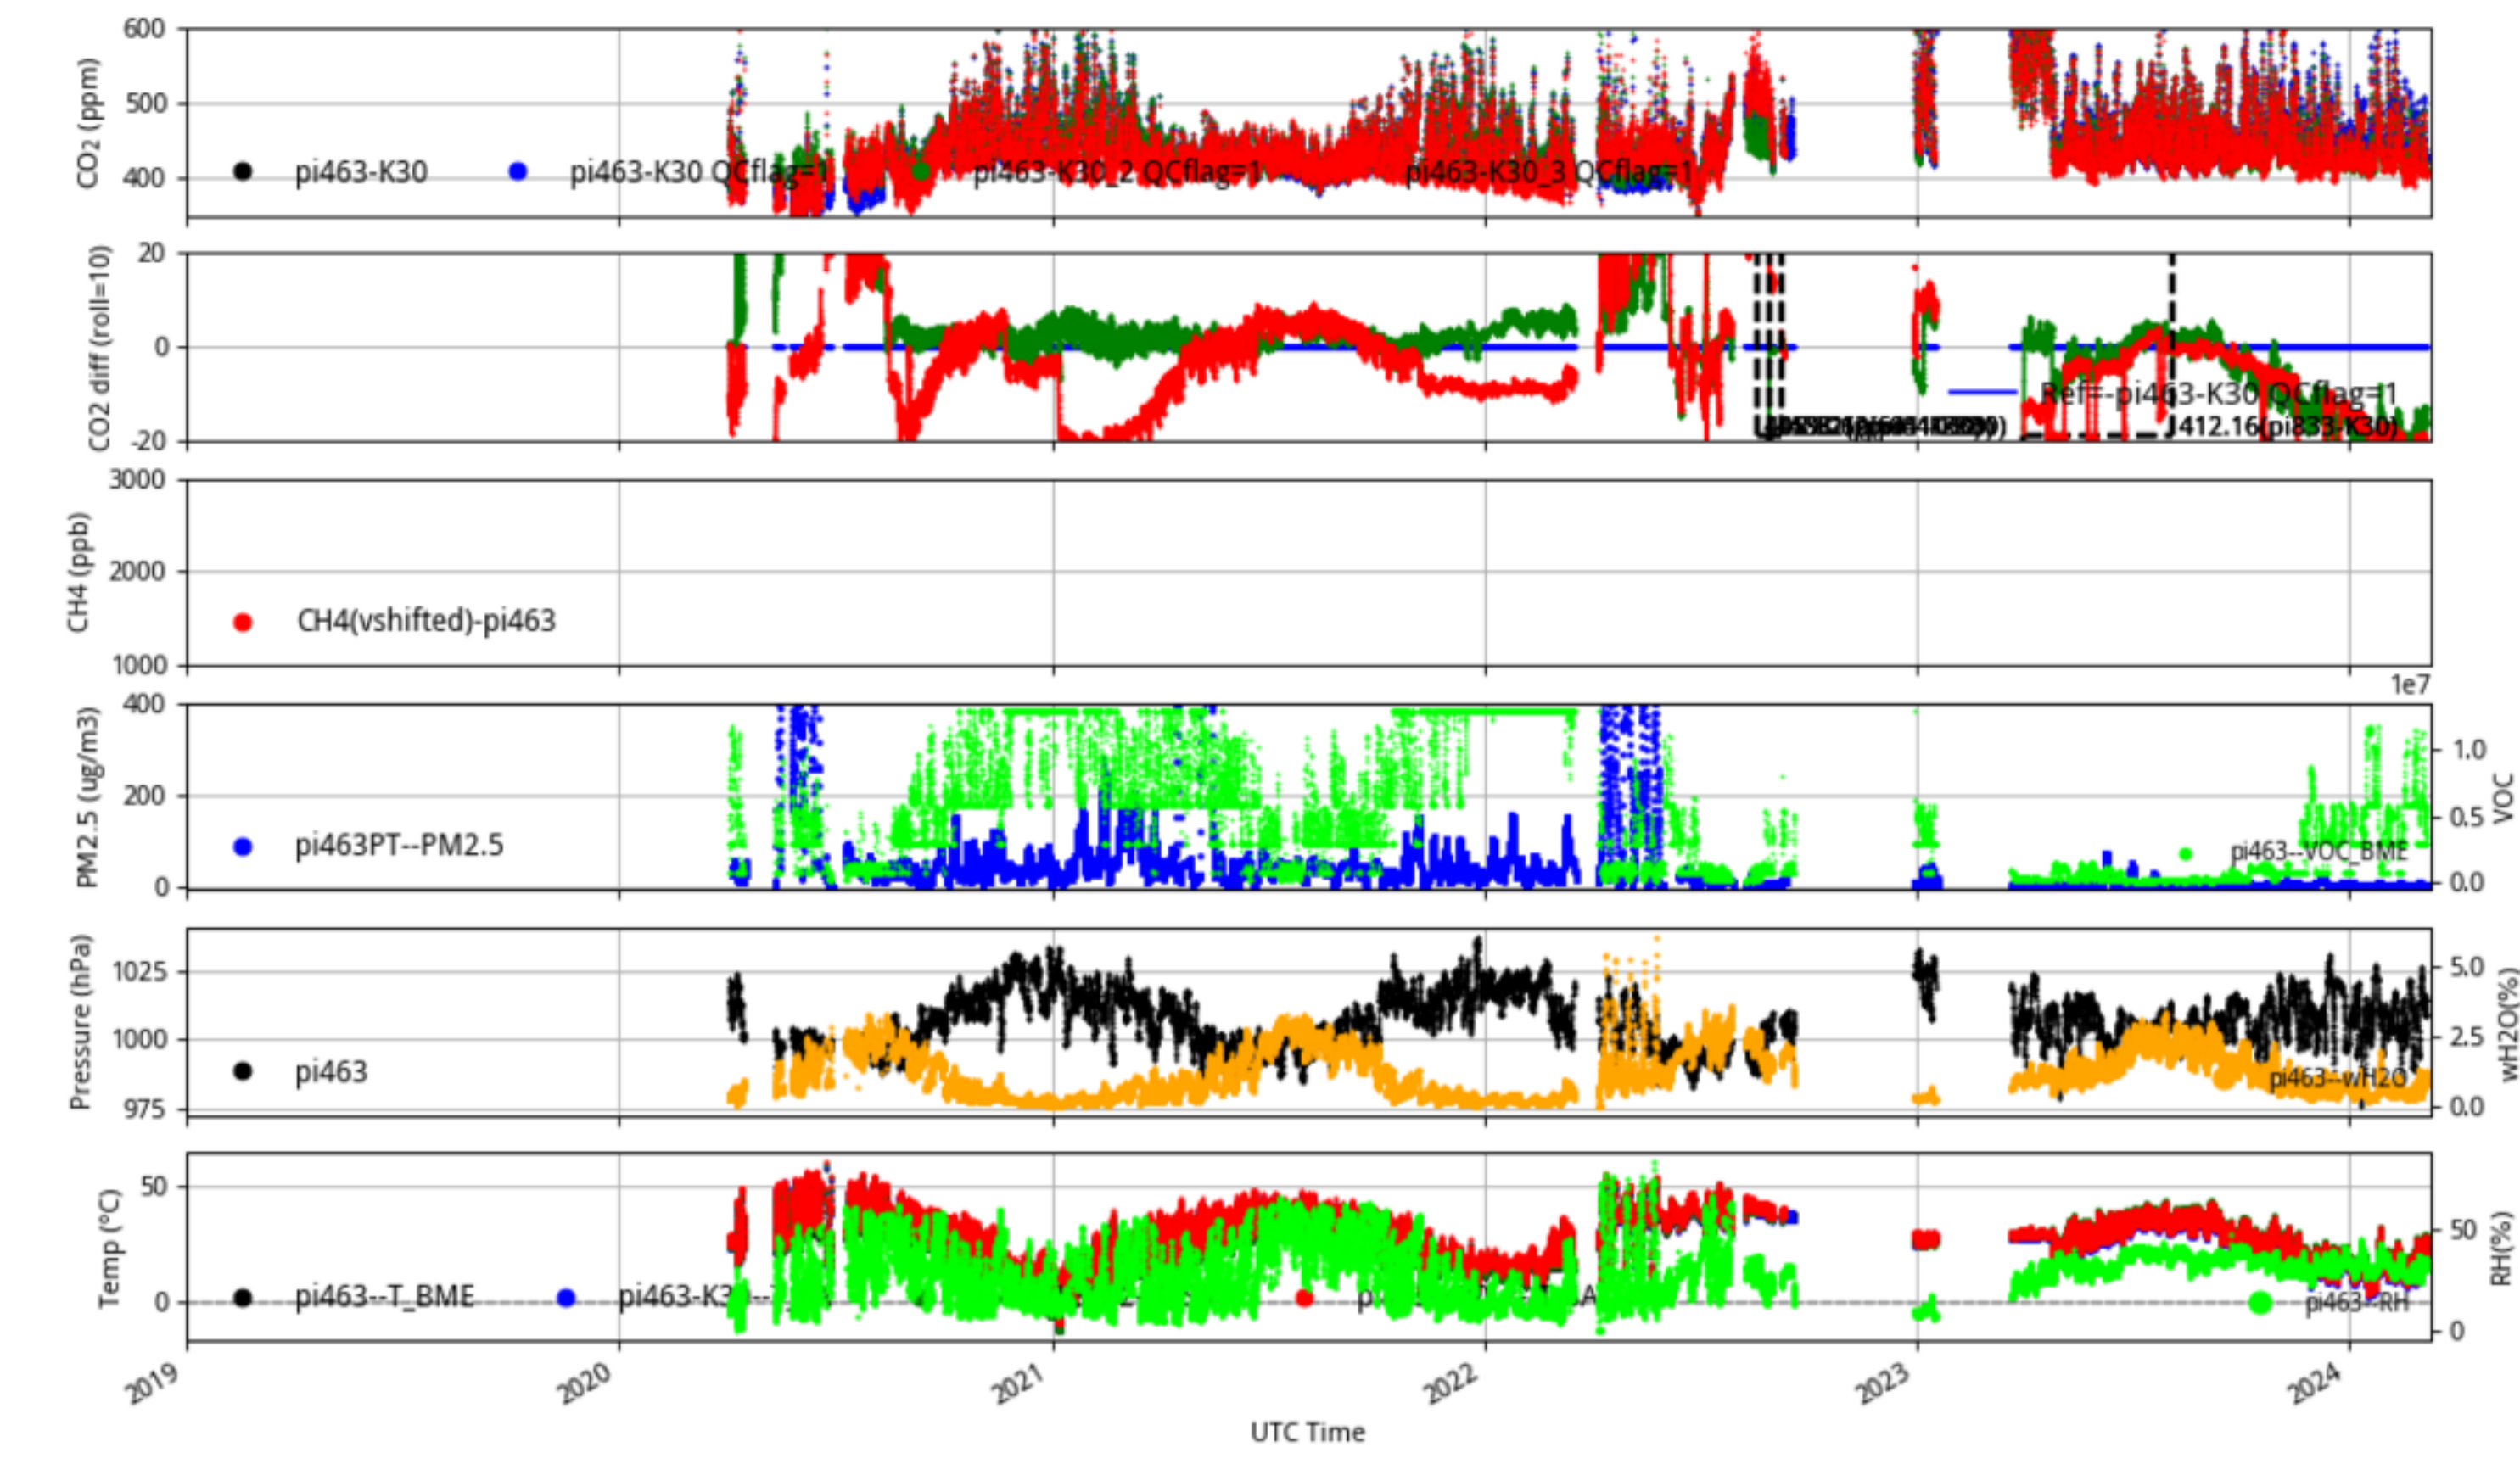 600
500
400
CO2 (ppm)
pi463-K30
pi463-K30 QCflag=1
pi463-K30_2 QCflag=1
pi463-K30_3 QCflag=1
20
0
-20
CO2 diff (roll=10)
Ref=-pi463-K30 QCflag=1
412.16(pi833-K30)
3000
2000
1000
CH4 (ppb)
CH4(vshifted)-pi463
1e7
400
200
0
PM2.5 (ug/m3)
pi463PT--PM2.5
pi463--VOC_BME
1.0
0.5
0.0
VOC
1025
1000
975
Pressure (hPa)
pi463
pi463--wH2O
5.0
2.5
0.0
wH2O(%)
50
0
Temp (°C)
pi463--T_BME
pi463--RH
50
0
RH(%)
2019
2020
2021
2022
2023
2024
UTC Time